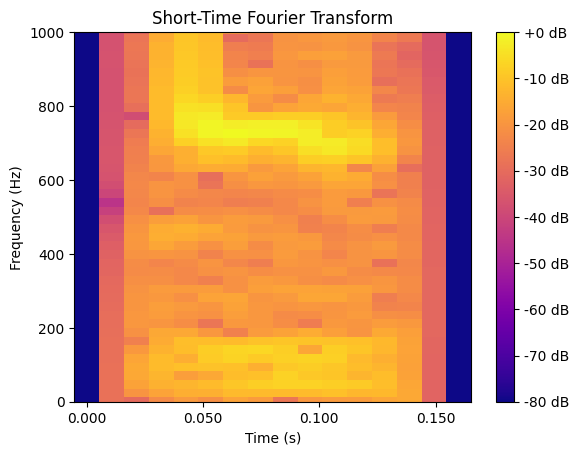 Short-Time Fourier Transform
1000
800
600
400
200
0
Frequency (Hz)
0.000
0.050
0.100
0.150
Time (s)
+0 dB
-10 dB
-20 dB
-30 dB
-40 dB
-50 dB
-60 dB
-70 dB
-80 dB